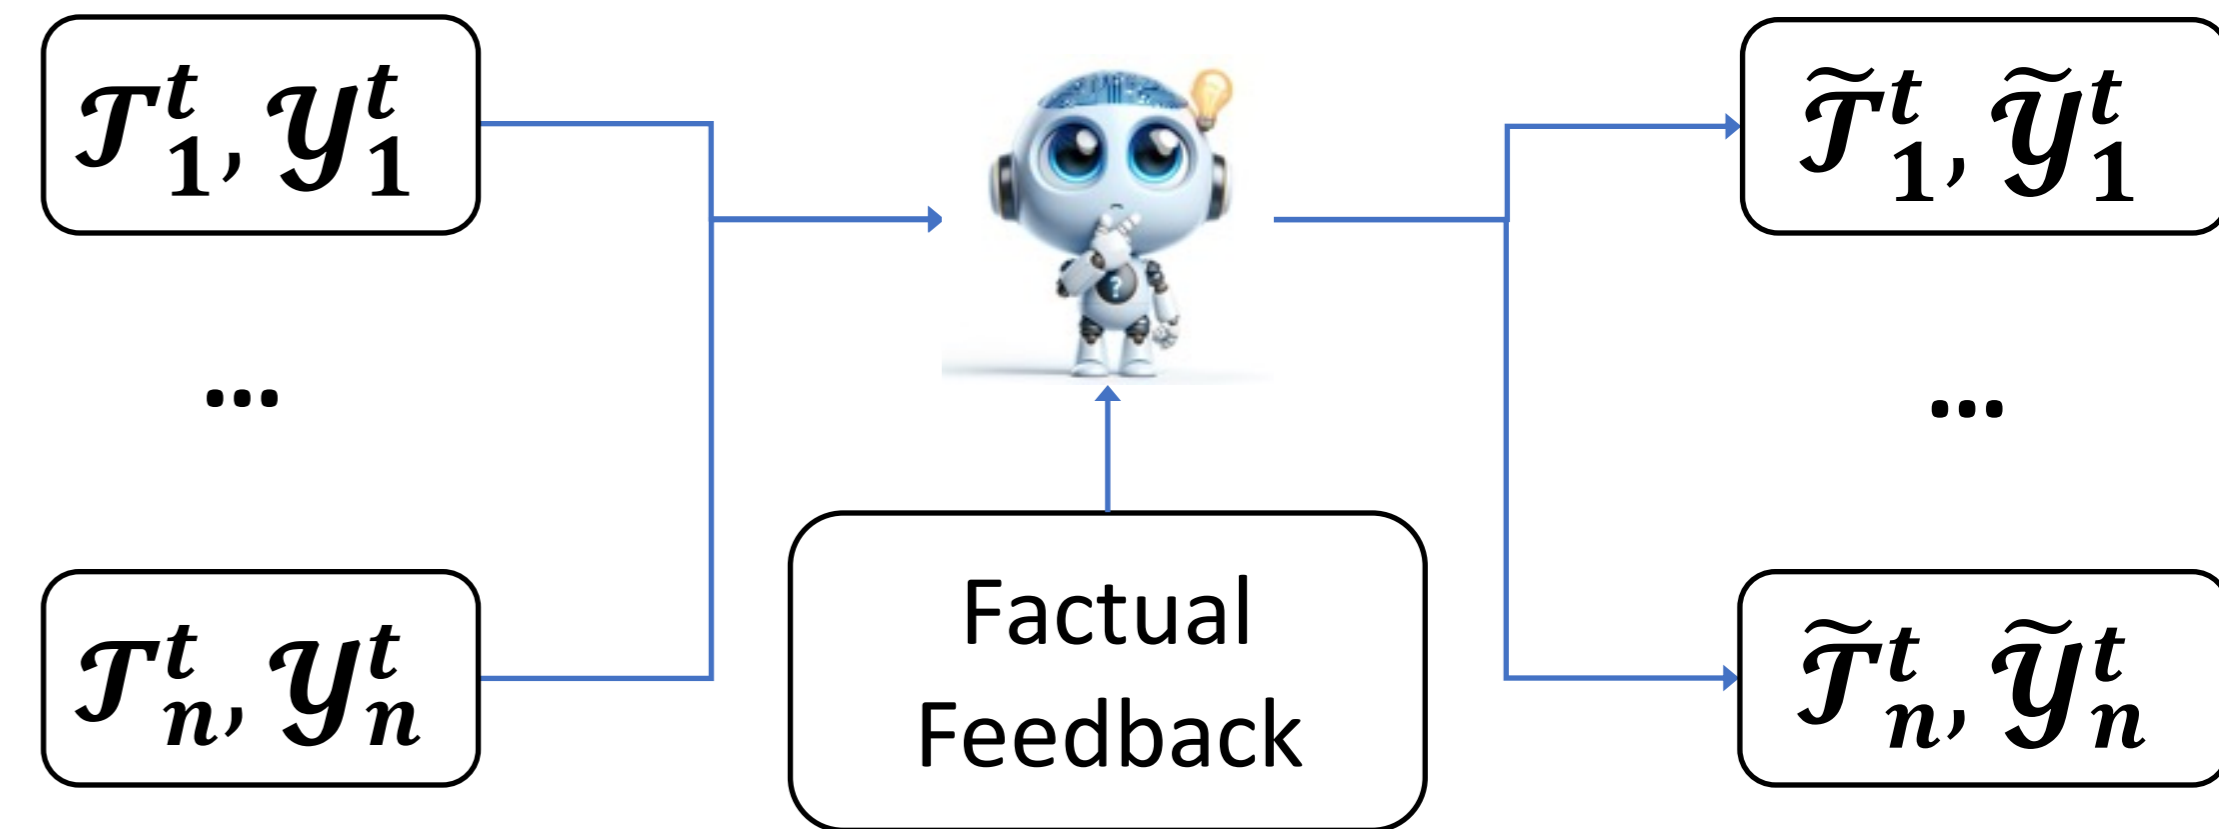 𝒯₁ᵗ, 𝒴₁ᵗ
...
𝒯ₙᵗ, 𝒴ₙᵗ
?
Factual
Feedback
𝒯̃₁ᵗ, 𝒴̃₁ᵗ
...
𝒯̃ₙᵗ, 𝒴̃ₙᵗ